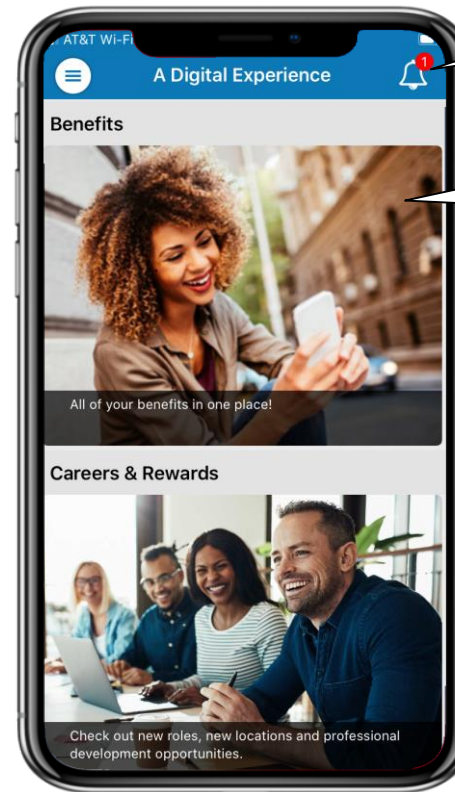 AT&T Wi-Fi
A Digital Experience
1
Benefits
All of your benefits in one place!
Careers & Rewards
Check out new roles, new locations and professional
development opportunities.